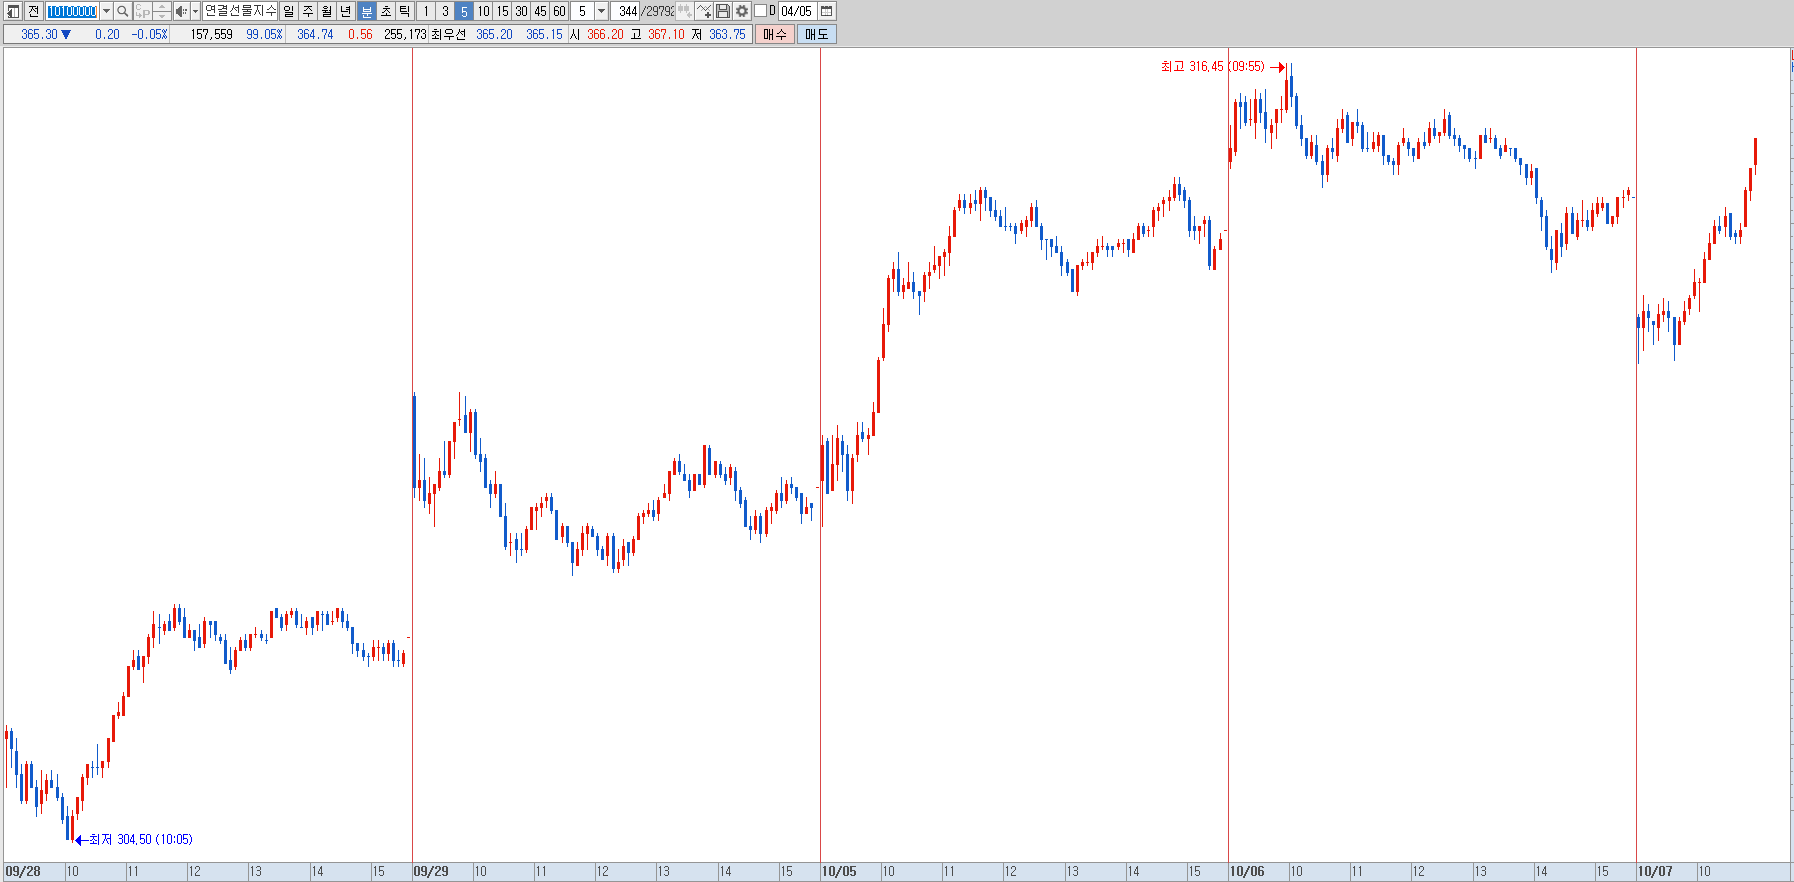 전 10100000 연결선물지수 일 주 월 년 분 초 틱 1 3 5 10 15 30 45 60 5 344 /29792 D 04/05
365.30 ▼ 0.20 -0.05% 157,559 99.05% 364.74 0.56 255,173 최우선 365.20 365.15 시 366.20 고 367.10 저 363.75 매수 매도
최고 316.45 (09:55)
최저 304.50 (10:05)
09/28 10 11 12 13 14 15 09/29 10 11 12 13 14 15 10/05 10 11 12 13 14 15 10/06 10 11 12 13 14 15 10/07 10